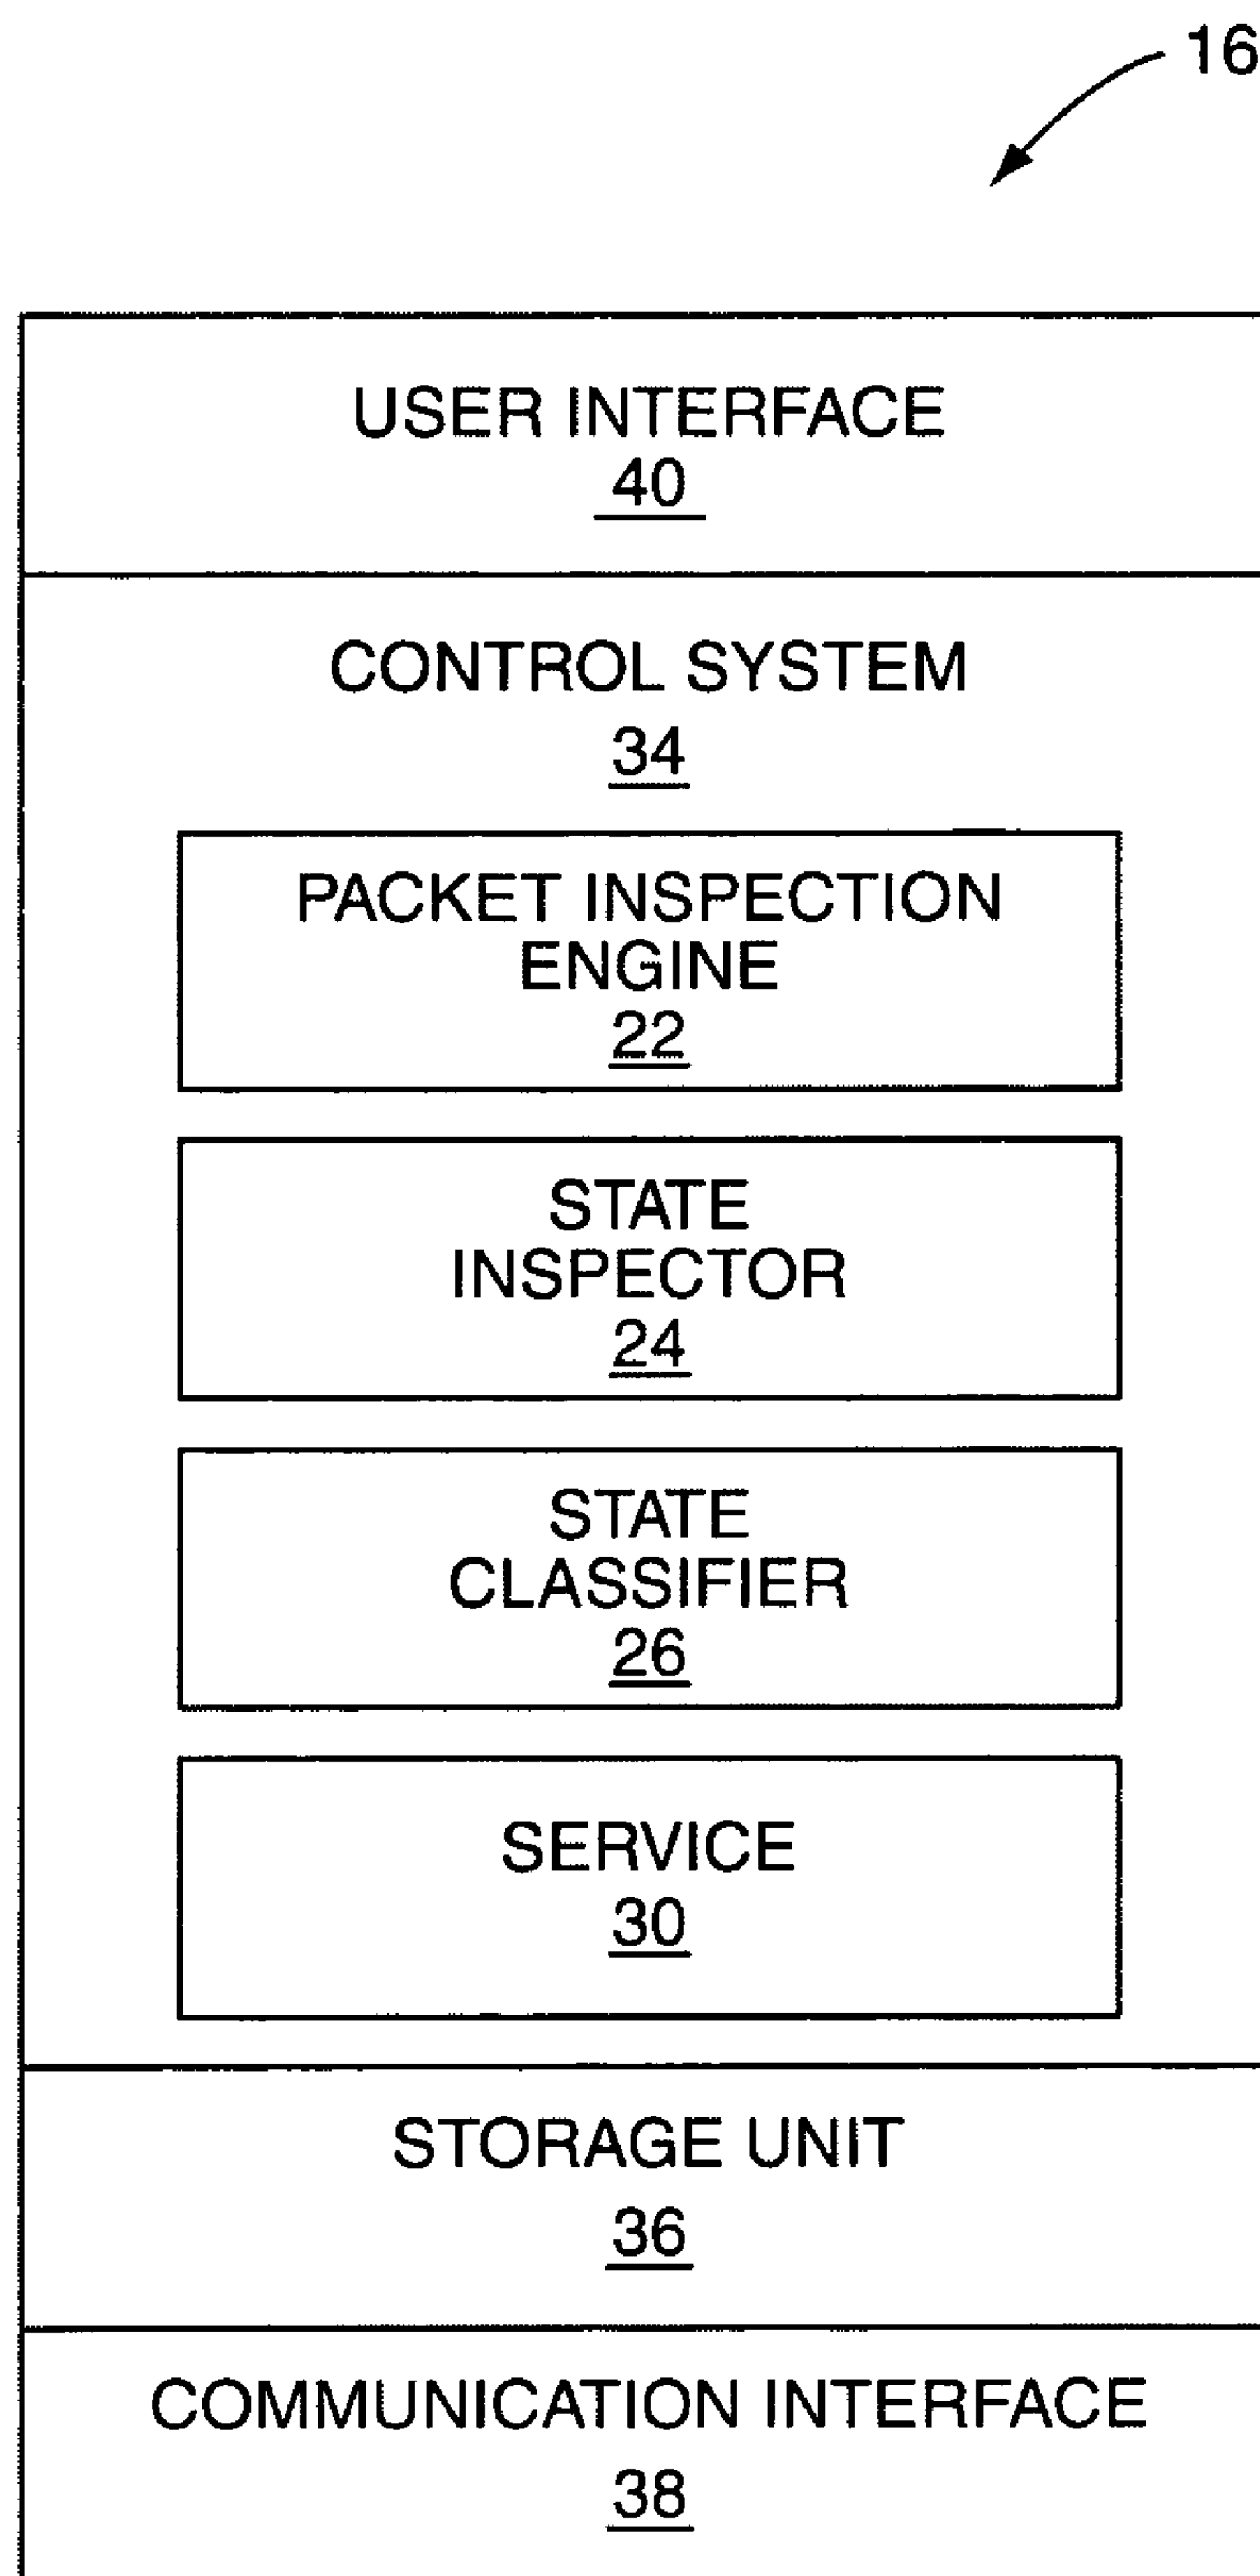 16
USER INTERFACE
40
CONTROL SYSTEM
34
PACKET INSPECTION
ENGINE
22
STATE
INSPECTOR
24
STATE
CLASSIFIER
26
SERVICE
30
STORAGE UNIT
36
COMMUNICATION INTERFACE
38